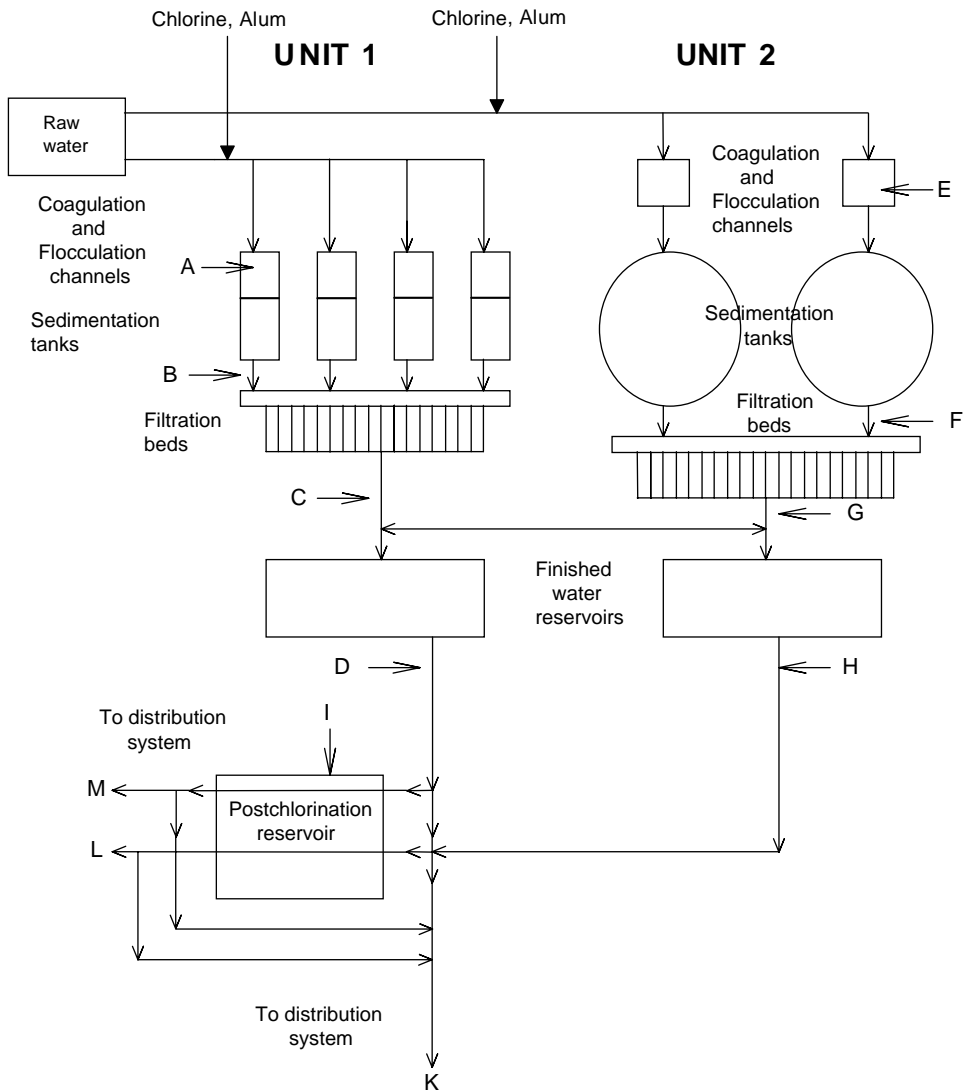 Chlorine, Alum
Chlorine, Alum
UNIT 1
UNIT 2
Raw
water
Coagulation
and
Flocculation
channels
Coagulation
and
Flocculation
channels
E
A
Sedimentation
tanks
Sedimentation
tanks
B
Filtration
beds
Filtration
beds
F
C
G
Finished
water
reservoirs
D
H
I
To distribution
system
M
Postchlorination
reservoir
L
To distribution
system
K